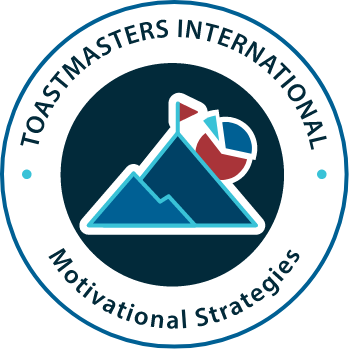 TOASTMASTERS INTERNATIONAL
Motivational Strategies